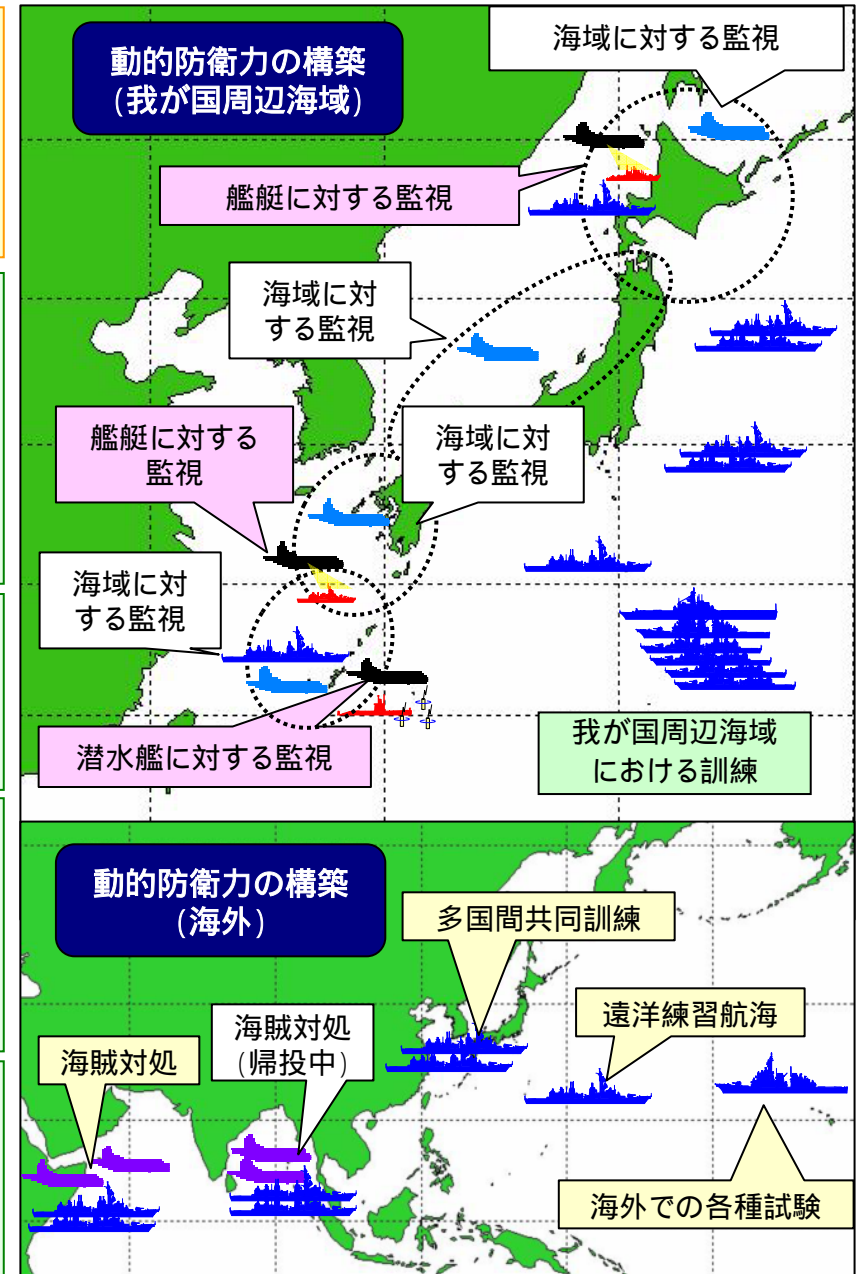 動的防衛力の構築
(我が国周辺海域)
海域に対する監視
艦艇に対する監視
海域に対
する監視
艦艇に対する
監視
海域に対
する監視
海域に対
する監視
潜水艦に対する監視
我が国周辺海域
における訓練
動的防衛力の構築
(海外)
多国間共同訓練
海賊対処
(帰投中)
遠洋練習航海
海賊対処
海外での各種試験